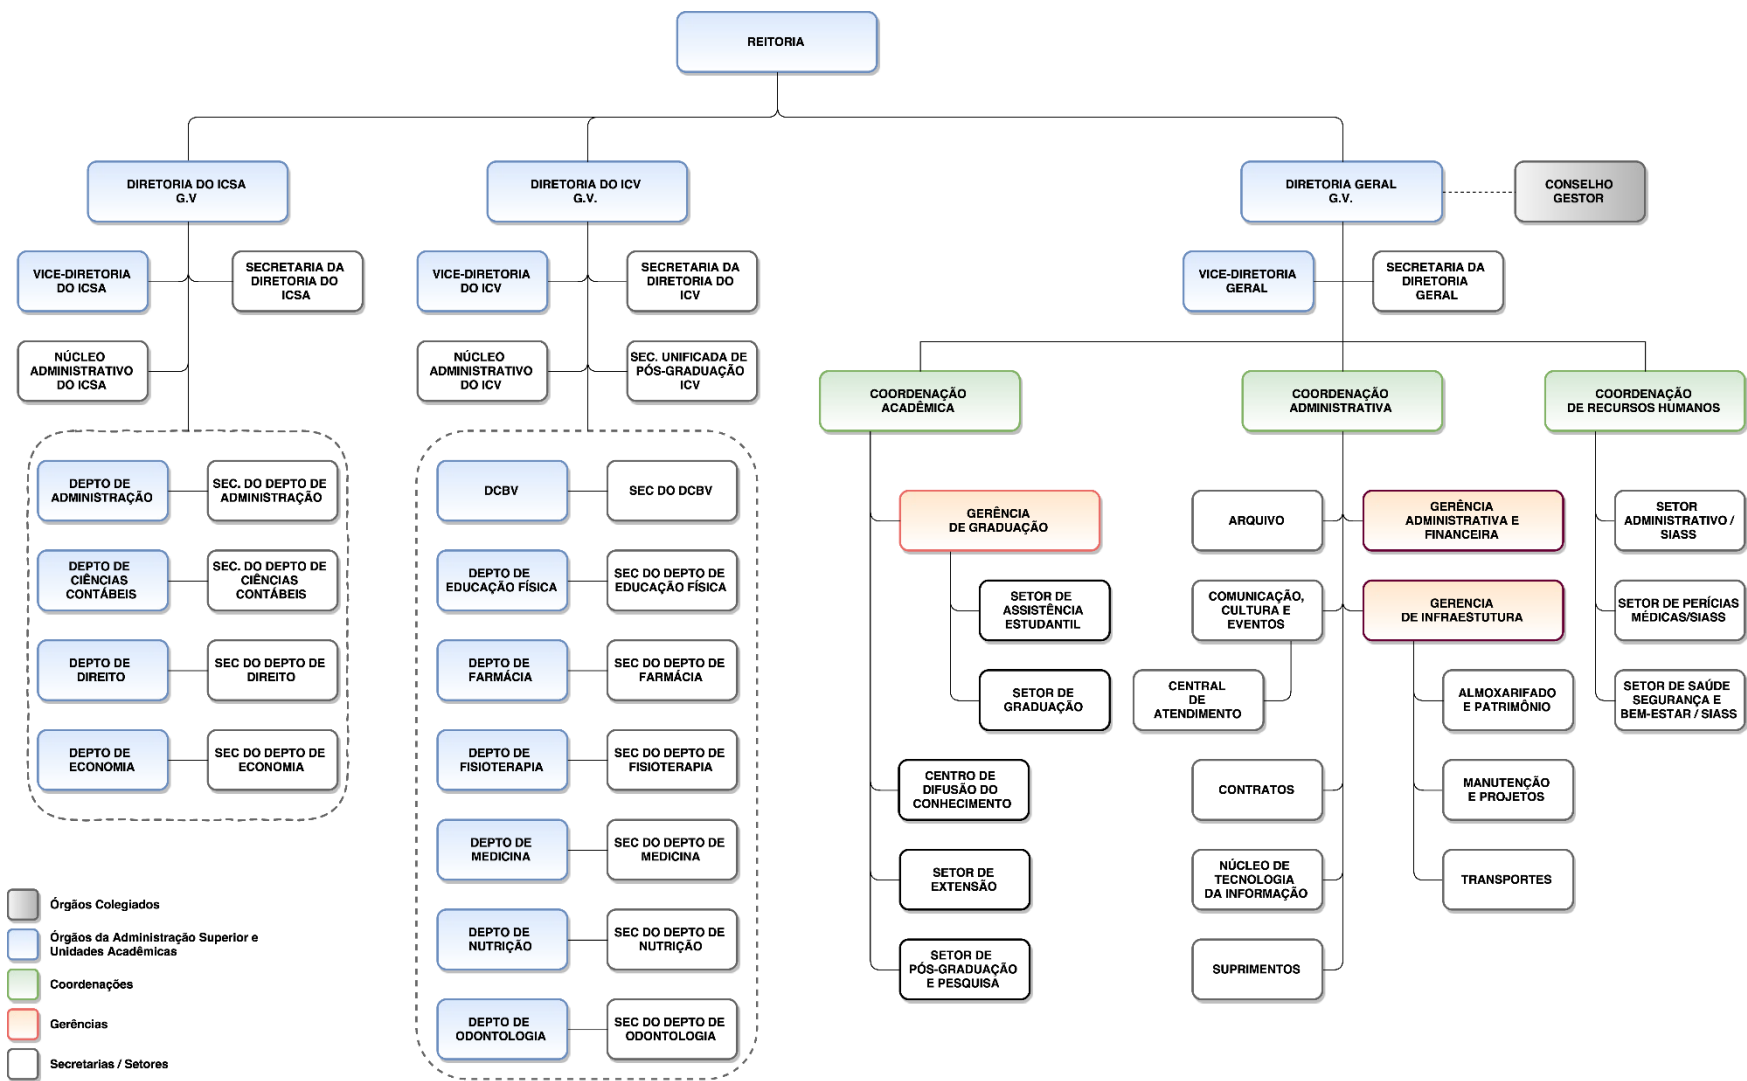 REITORIA
DIRETORIA DO ICSA
G.V
DIRETORIA DO ICV
G.V.
DIRETORIA GERAL
G.V.
CONSELHO
GESTOR
VICE-DIRETORIA
DO ICSA
SECRETARIA DA
DIRETORIA DO
ICSA
VICE-DIRETORIA
DO ICV
SECRETARIA DA
DIRETORIA DO
ICV
VICE-DIRETORIA
GERAL
SECRETARIA DA
DIRETORIA
GERAL
NÚCLEO
ADMINISTRATIVO
DO ICSA
NÚCLEO
ADMINISTRATIVO
DO ICV
SEC. UNIFICADA DE
PÓS-GRADUAÇÃO
ICV
COORDENAÇÃO
ACADÊMICA
COORDENAÇÃO
ADMINISTRATIVA
COORDENAÇÃO
DE RECURSOS HUMANOS
DEPTO DE
ADMINISTRAÇÃO
SEC. DO DEPTO DE
ADMINISTRAÇÃO
DEPTO DE
CIÊNCIAS
CONTÁBEIS
SEC. DO DEPTO DE
CIÊNCIAS
CONTÁBEIS
DEPTO DE
DIREITO
SEC DO DEPTO DE
DIREITO
DEPTO DE
ECONOMIA
SEC DO DEPTO DE
ECONOMIA
DCBV
SEC DO DCBV
DEPTO DE
EDUCAÇÃO FÍSICA
SEC DO DEPTO DE
EDUCAÇÃO FÍSICA
DEPTO DE
FARMÁCIA
SEC DO DEPTO DE
FARMÁCIA
DEPTO DE
FISIOTERAPIA
SEC DO DEPTO DE
FISIOTERAPIA
DEPTO DE
MEDICINA
SEC DO DEPTO DE
MEDICINA
DEPTO DE
NUTRIÇÃO
SEC DO DEPTO DE
NUTRIÇÃO
DEPTO DE
ODONTOLOGIA
SEC DO DEPTO DE
ODONTOLOGIA
GERÊNCIA
DE GRADUAÇÃO
SETOR DE
ASSISTÊNCIA
ESTUDANTIL
SETOR DE
GRADUAÇÃO
CENTRO DE
DIFUSÃO DO
CONHECIMENTO
SETOR DE
EXTENSÃO
SETOR DE
PÓS-GRADUAÇÃO
E PESQUISA
ARQUIVO
GERÊNCIA
ADMINISTRATIVA E
FINANCEIRA
COMUNICAÇÃO,
CULTURA E
EVENTOS
GERENCIA
DE INFRAESTUTURA
CENTRAL
DE
ATENDIMENTO
ALMOXARIFADO
E PATRIMÔNIO
CONTRATOS
MANUTENÇÃO
E PROJETOS
NÚCLEO DE
TECNOLOGIA
DA INFORMAÇÃO
TRANSPORTES
SUPRIMENTOS
SETOR
ADMINISTRATIVO /
SIASS
SETOR DE PERÍCIAS
MÉDICAS/SIASS
SETOR DE SAÚDE
SEGURANÇA E
BEM-ESTAR / SIASS
Órgãos Colegiados
Órgãos da Administração Superior e
Unidades Acadêmicas
Coordenações
Gerências
Secretarias / Setores